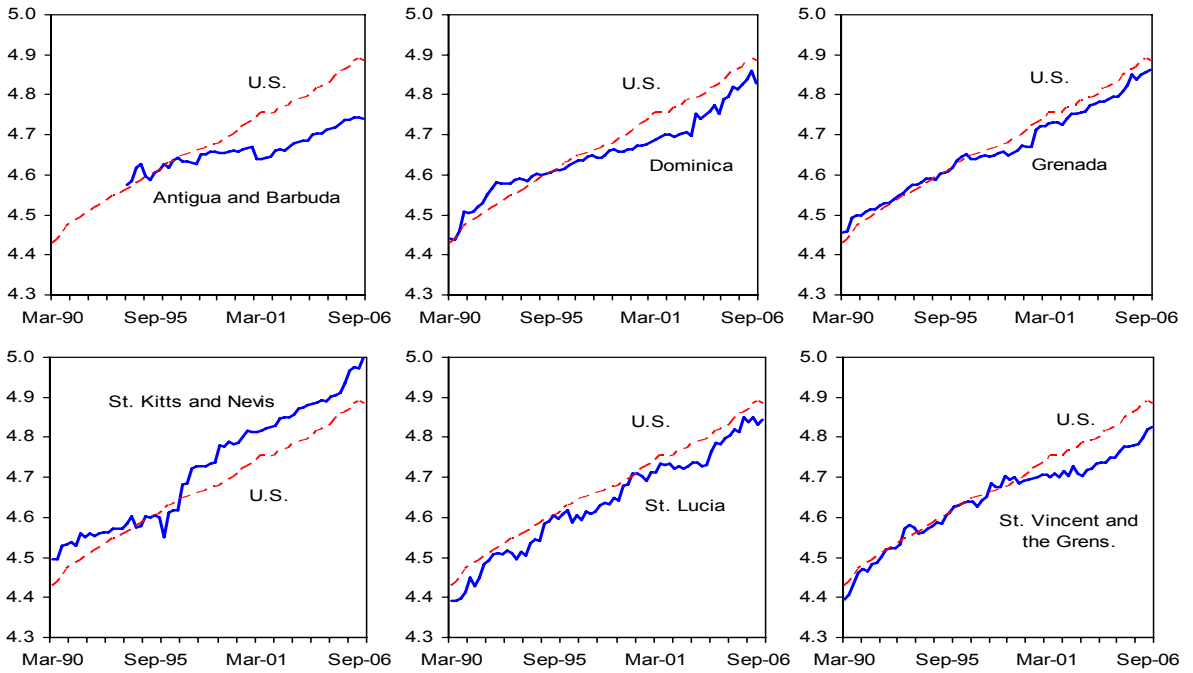 5.0
4.9
4.8
4.7
4.6
4.5
4.4
4.3
U.S.
Antigua and Barbuda
Mar-90 Sep-95 Mar-01 Sep-06
5.0
4.9
4.8
4.7
4.6
4.5
4.4
4.3
U.S.
Dominica
Mar-90 Sep-95 Mar-01 Sep-06
5.0
4.9
4.8
4.7
4.6
4.5
4.4
4.3
U.S.
Grenada
Mar-90 Sep-95 Mar-01 Sep-06
5.0
4.9
4.8
4.7
4.6
4.5
4.4
4.3
St. Kitts and Nevis
U.S.
Mar-90 Sep-95 Mar-01 Sep-06
5.0
4.9
4.8
4.7
4.6
4.5
4.4
4.3
U.S.
St. Lucia
Mar-90 Sep-95 Mar-01 Sep-06
5.0
4.9
4.8
4.7
4.6
4.5
4.4
4.3
U.S.
St. Vincent and
the Grens.
Mar-90 Sep-95 Mar-01 Sep-06